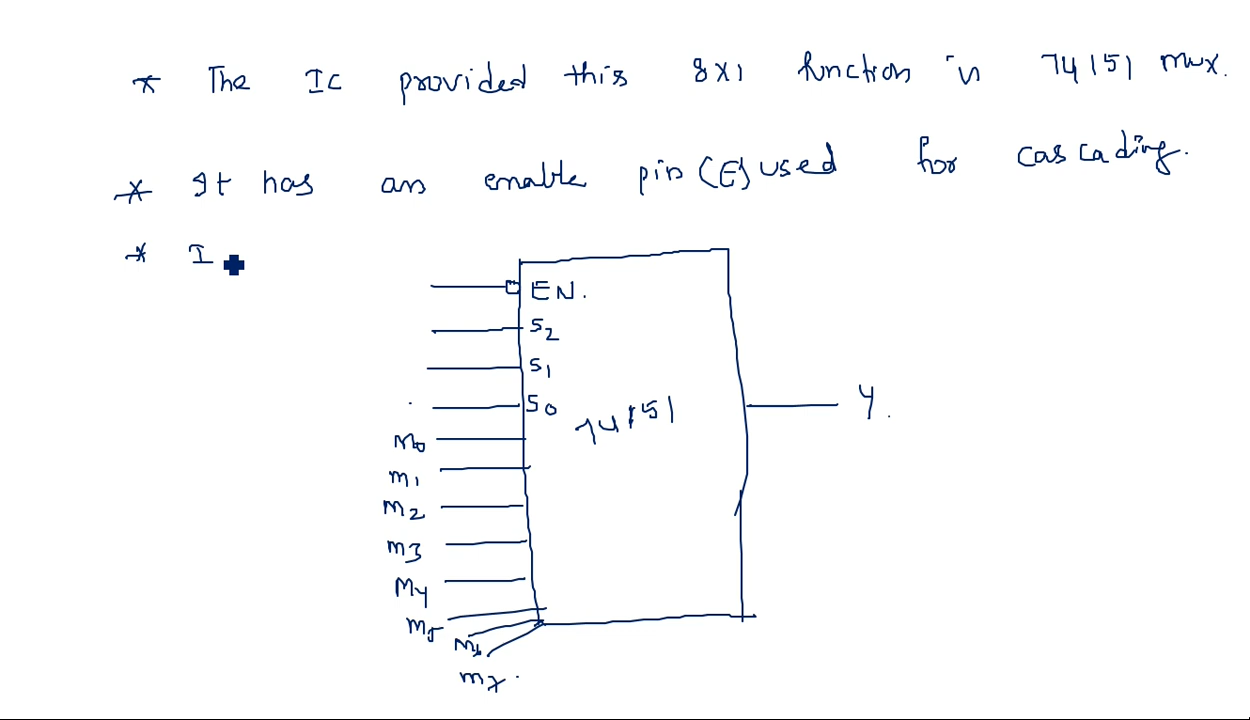 * The Ic provided this 8x1 function in 74151 mux.
* It has an enable pin (E) used for cascading.
* I
EN.
S2
S1
S0
74151
Y.
m0
m1
m2
m3
M4
m5
M6
m7.